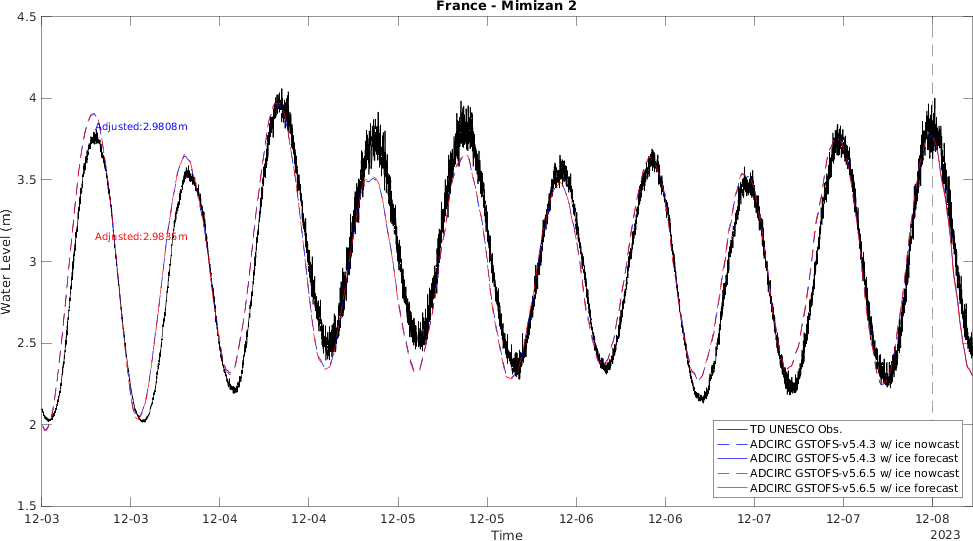 France - Mimizan 2
4.5
4
3.5
3
2.5
2
1.5
Water Level (m)
Adjusted:2.9808m
Adjusted:2.9835m
TD UNESCO Obs.
ADCIRC GSTOFS-v5.4.3 w/ ice nowcast
ADCIRC GSTOFS-v5.4.3 w/ ice forecast
ADCIRC GSTOFS-v5.6.5 w/ ice nowcast
ADCIRC GSTOFS-v5.6.5 w/ ice forecast
12-03 12-03 12-04 12-04 12-05 12-05 12-06 12-06 12-07 12-07 12-08
2023
Time